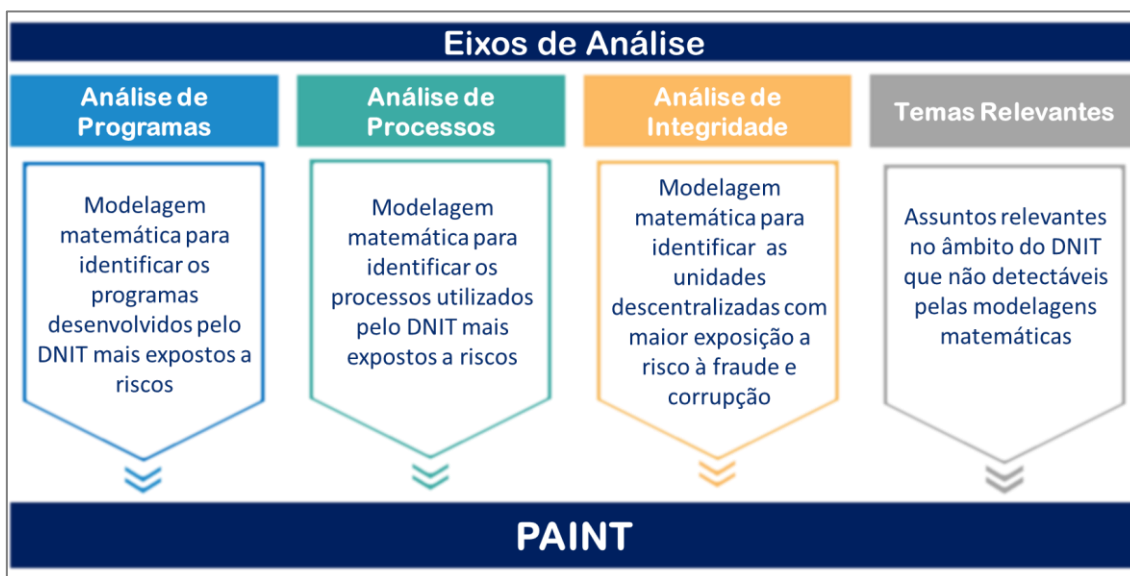 Eixos de Análise
Análise de
Programas
Modelagem
matemática para
identificar os
programas
desenvolvidos pelo
DNIT mais expostos a
riscos
Análise de
Processos
Modelagem
matemática para
identificar os
processos utilizados
pelo DNIT mais
expostos a riscos
Análise de
Integridade
Modelagem
matemática para
identificar as
unidades
descentralizadas com
maior exposição a
risco à fraude e
corrupção
Temas Relevantes
Assuntos relevantes
no âmbito do DNIT
que não detectáveis
pelas modelagens
matemáticas
PAINT